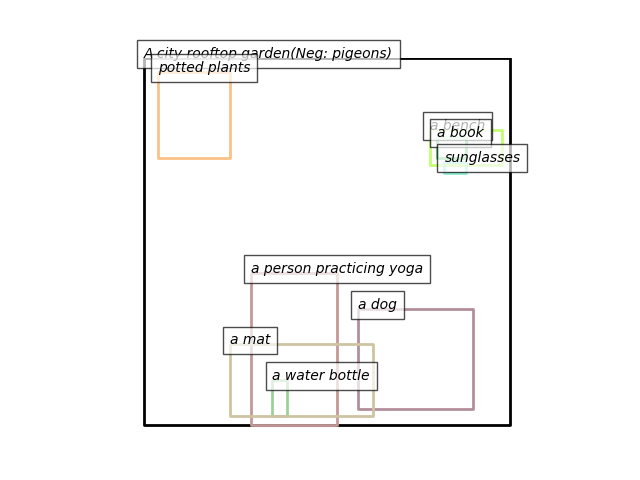 A city rooftop garden(Neg: pigeons)
potted plants
a bench
a book
sunglasses
a person practicing yoga
a dog
a mat
a water bottle